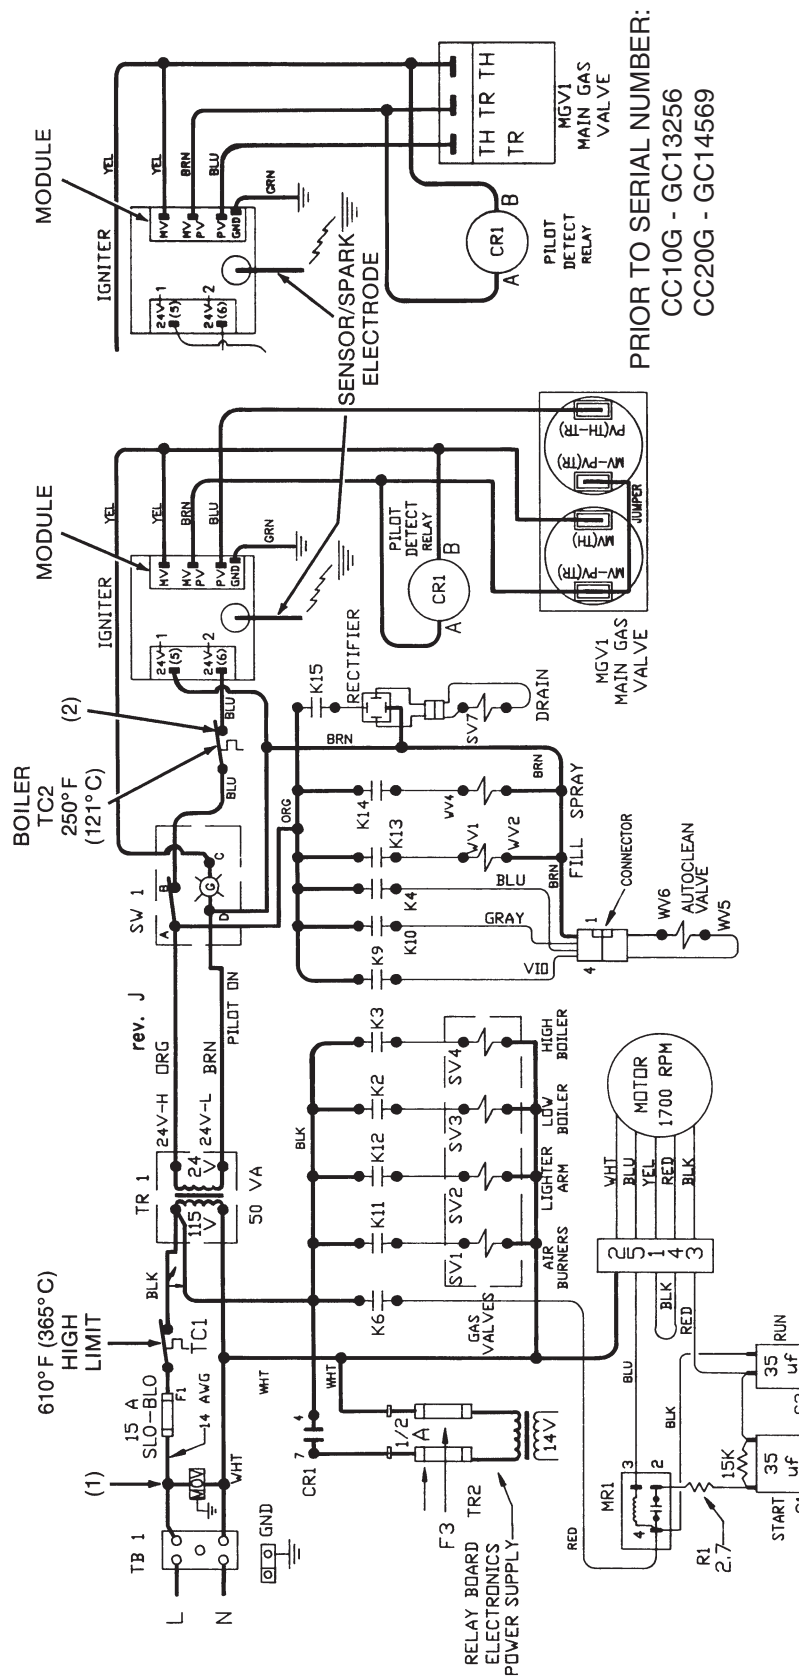 L
N
TB 1
GND
(1)
MOV
WHT
15 A
SLO-BLO
F1
14 AWG
610°F (365°C)
HIGH
LIMIT
TC1
BLK
TR 1
115
V
24
V
50 VA
24V-H ORG
24V-L BRN
rev. J
PILOT ON
SW 1
A
B
C
D
G
BOILER
TC2
250°F
(121°C)
(2)
BLU
BLU
IGNITER
MODULE
24V-1
(5)
24V-2
(6)
MV
MV
PV
PV
GND
YEL
YEL
BRN
BLU
GRN
SENSOR/SPARK
ELECTRODE
IGNITER
MODULE
24V-1
(5)
24V-2
(6)
MV
MV
PV
PV
GND
YEL
YEL
BRN
BLU
GRN
WHT
WHT
BLK
ORG
BRN
K15
RECTIFIER
SV7
DRAIN
PILOT
DETECT
RELAY
CR1
A
B
PILOT
DETECT
RELAY
CR1
A
B
TH
TR
TH
TR
MGV1
MAIN GAS
VALVE
MV-PV(TR)
MV(TH)
MV-PV(TR)
PV(TH-TR)
JUMPER
MGV1
MAIN GAS
VALVE
PRIOR TO SERIAL NUMBER:
CC10G - GC13256
CC20G - GC14569
CR1
7
4
K6
K11
K12
K2
K3
K9
K10
K4
K13
K14
1/2
A
F3
TR2
14V
RELAY BOARD
ELECTRONICS
POWER SUPPLY
GAS
VALVES
SV1
SV2
SV3
SV4
AIR
BURNERS
LIGHTER
ARM
LOW
BOILER
HIGH
BOILER
VIO
GRAY
BLU
WV1
WV2
WV4
FILL
SPRAY
BRN
BRN
4
1
CONNECTOR
WV6
AUTOCLEAN
VALVE
WV5
RED
MR1
4
3
2
R1
2.7
15K
BLU
BLK
BLK
RED
2
5
1
4
3
WHT
BLU
YEL
RED
BLK
MOTOR
1700 RPM
START
35
uf
RUN
35
uf